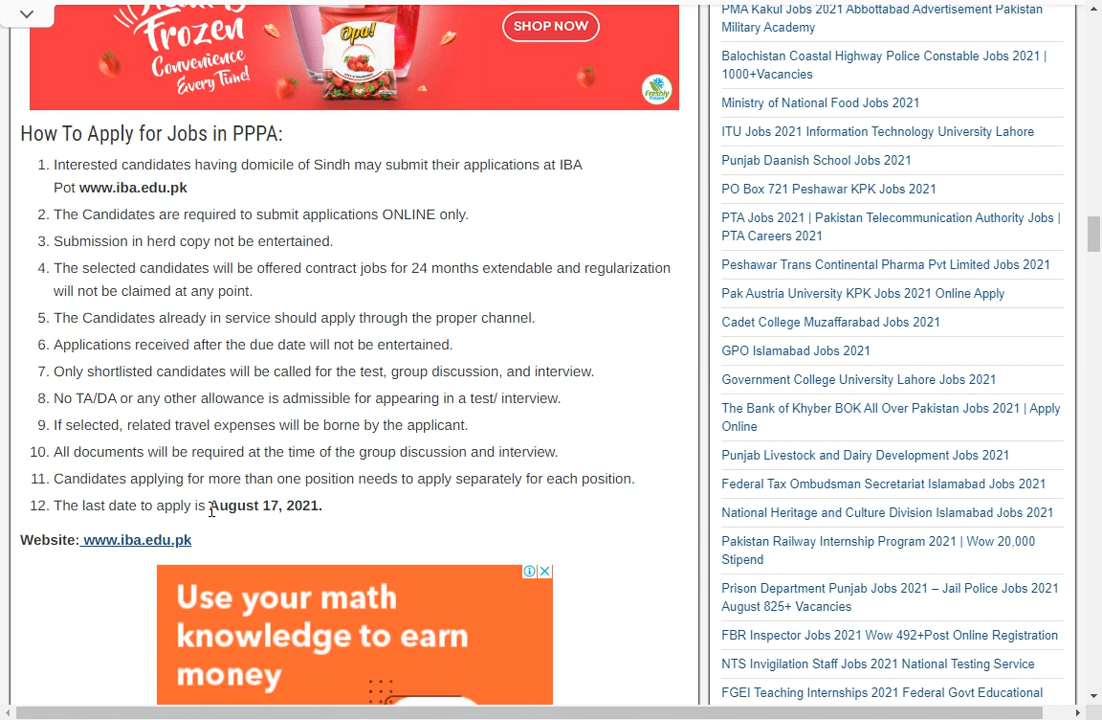 Frozen
Convenience
Every Time!
Opa!
SHOP NOW
Freshly
Frozen
How To Apply for Jobs in PPPA:
1. Interested candidates having domicile of Sindh may submit their applications at IBA
Pot www.iba.edu.pk
2. The Candidates are required to submit applications ONLINE only.
3. Submission in herd copy not be entertained.
4. The selected candidates will be offered contract jobs for 24 months extendable and regularization
will not be claimed at any point.
5. The Candidates already in service should apply through the proper channel.
6. Applications received after the due date will not be entertained.
7. Only shortlisted candidates will be called for the test, group discussion, and interview.
8. No TA/DA or any other allowance is admissible for appearing in a test/ interview.
9. If selected, related travel expenses will be borne by the applicant.
10. All documents will be required at the time of the group discussion and interview.
11. Candidates applying for more than one position needs to apply separately for each position.
12. The last date to apply is August 17, 2021.
Website: www.iba.edu.pk
Use your math
knowledge to earn
money
PMA Kakul Jobs 2021 Abbottabad Advertisement Pakistan
Military Academy
Balochistan Coastal Highway Police Constable Jobs 2021 |
1000+Vacancies
Ministry of National Food Jobs 2021
ITU Jobs 2021 Information Technology University Lahore
Punjab Daanish School Jobs 2021
PO Box 721 Peshawar KPK Jobs 2021
PTA Jobs 2021 | Pakistan Telecommunication Authority Jobs |
PTA Careers 2021
Peshawar Trans Continental Pharma Pvt Limited Jobs 2021
Pak Austria University KPK Jobs 2021 Online Apply
Cadet College Muzaffarabad Jobs 2021
GPO Islamabad Jobs 2021
Government College University Lahore Jobs 2021
The Bank of Khyber BOK All Over Pakistan Jobs 2021 | Apply
Online
Punjab Livestock and Dairy Development Jobs 2021
Federal Tax Ombudsman Secretariat Islamabad Jobs 2021
National Heritage and Culture Division Islamabad Jobs 2021
Pakistan Railway Internship Program 2021 | Wow 20,000
Stipend
Prison Department Punjab Jobs 2021 – Jail Police Jobs 2021
August 825+ Vacancies
FBR Inspector Jobs 2021 Wow 492+Post Online Registration
NTS Invigilation Staff Jobs 2021 National Testing Service
FGEI Teaching Internships 2021 Federal Govt Educational